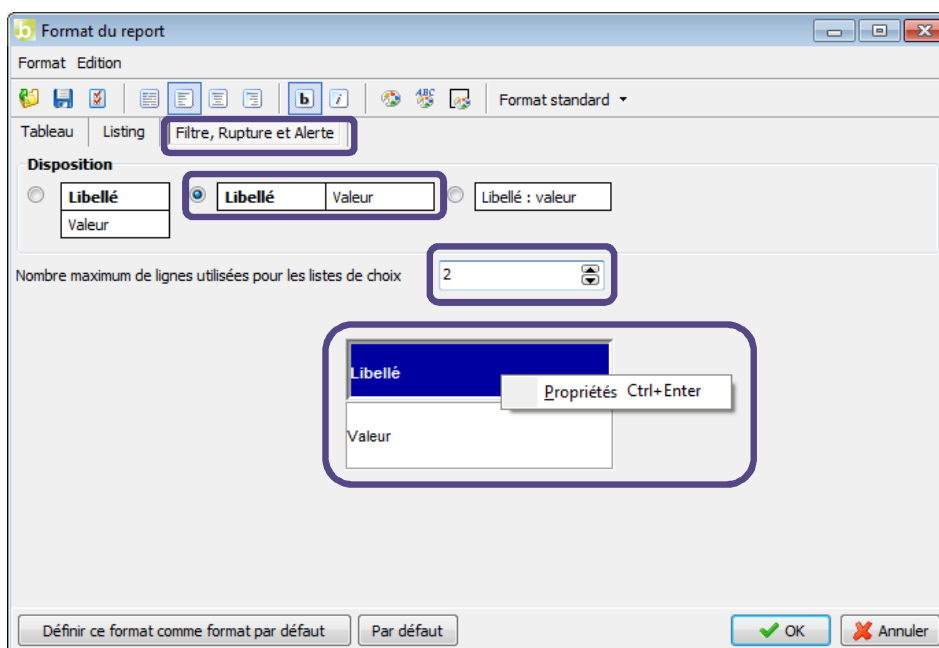 Format du report
Format Edition
b i ABC Format standard
Tableau Listing Filtre, Rupture et Alerte
Disposition
Libellé Libellé Valeur Libellé : valeur
Valeur
Nombre maximum de lignes utilisées pour les listes de choix 2
Libellé
Propriétés Ctrl+Enter
Valeur
Définir ce format comme format par défaut Par défaut OK Annuler